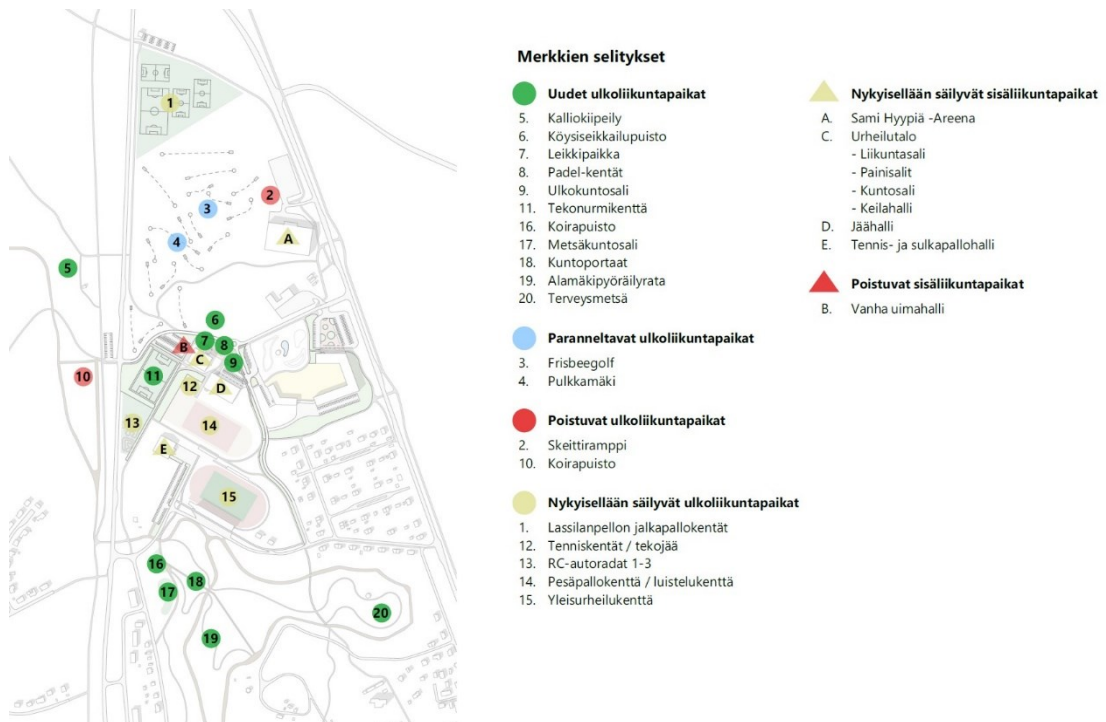 1
2
3
4
A
5
6
7
8
B
C
9
10
11
12
D
13
14
E
15
16
18
17
20
19
Merkkien selitykset
Uudet ulkoliikuntapaikat
5. Kalliokiipeily
6. Köysiseikkailupuisto
7. Leikkipaikka
8. Padel-kentät
9. Ulkokuntosali
11. Tekonurmikenttä
16. Koirapuisto
17. Metsäkuntosali
18. Kuntoportaat
19. Alamäkipyöräilyrata
20. Terveysmetsä
Paranneltavat ulkoliikuntapaikat
3. Frisbeegolf
4. Pulkkamäki
Poistuvat ulkoliikuntapaikat
2. Skeittiramppi
10. Koirapuisto
Nykyisellään säilyvät ulkoliikuntapaikat
1. Lassilanpellon jalkapallokentät
12. Tenniskentät / tekojää
13. RC-autoradat 1-3
14. Pesäpallokenttä / luistelukenttä
15. Yleisurheilukenttä
Nykyisellään säilyvät sisäliikuntapaikat
A. Sami Hyypiä -Areena
C. Urheilutalo
- Liikuntasali
- Painisalit
- Kuntosali
- Keilahalli
D. Jäähalli
E. Tennis- ja sulkapallohalli
Poistuvat sisäliikuntapaikat
B. Vanha uimahalli